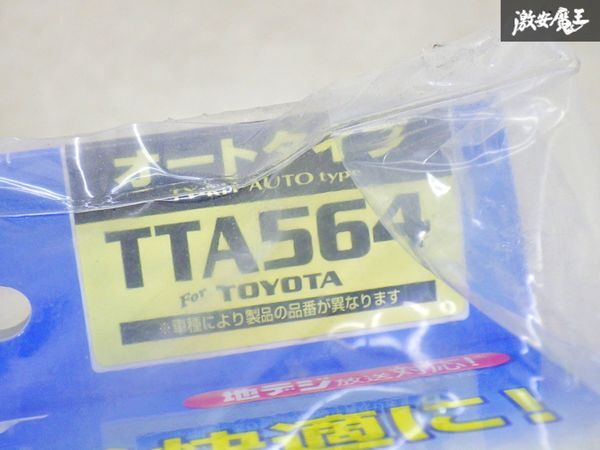 激安魔王
オートタイプ
AUTO type
TTA564
For TOYOTA
※車種により製品の品番が異なります
地デジ放送対応!
快適に!